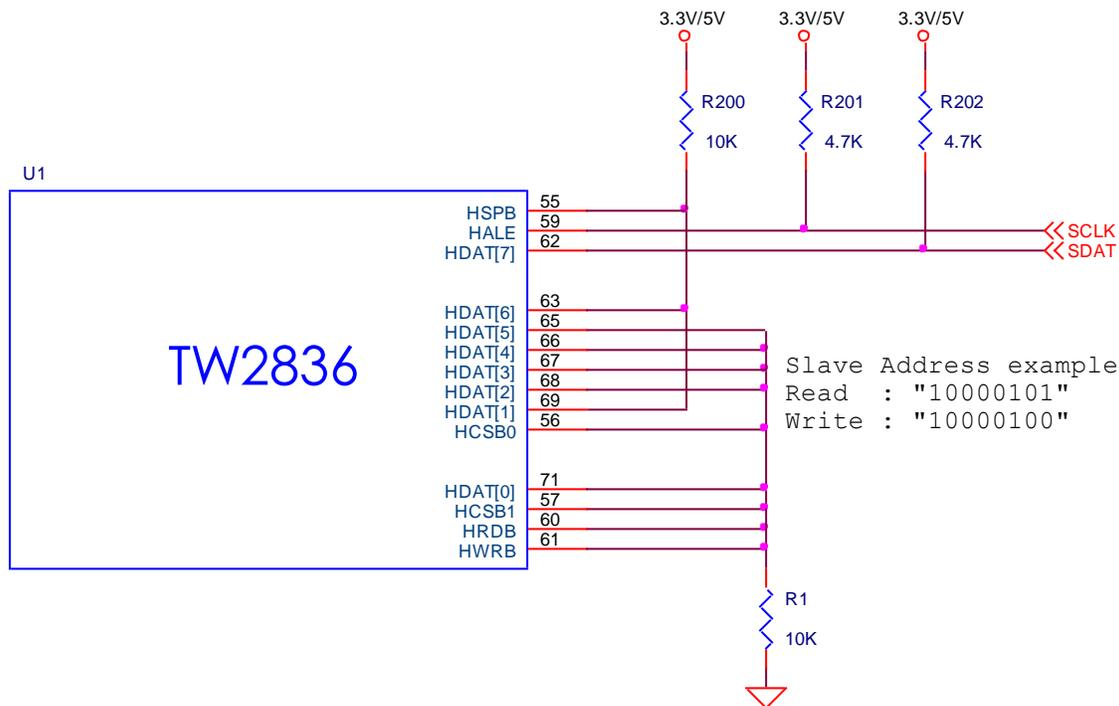 3.3V/5V 3.3V/5V 3.3V/5V
R200 R201 R202
10K 4.7K 4.7K
U1
HSPB 55
HALE 59 SCLK
HDAT[7] 62 SDAT
HDAT[6] 63
HDAT[5] 65
HDAT[4] 66
HDAT[3] 67
HDAT[2] 68
HDAT[1] 69
HCSB0 56
TW2836
Slave Address example
Read : "10000101"
Write : "10000100"
HDAT[0] 71
HCSB1 57
HRDB 60
HWRB 61
R1
10K